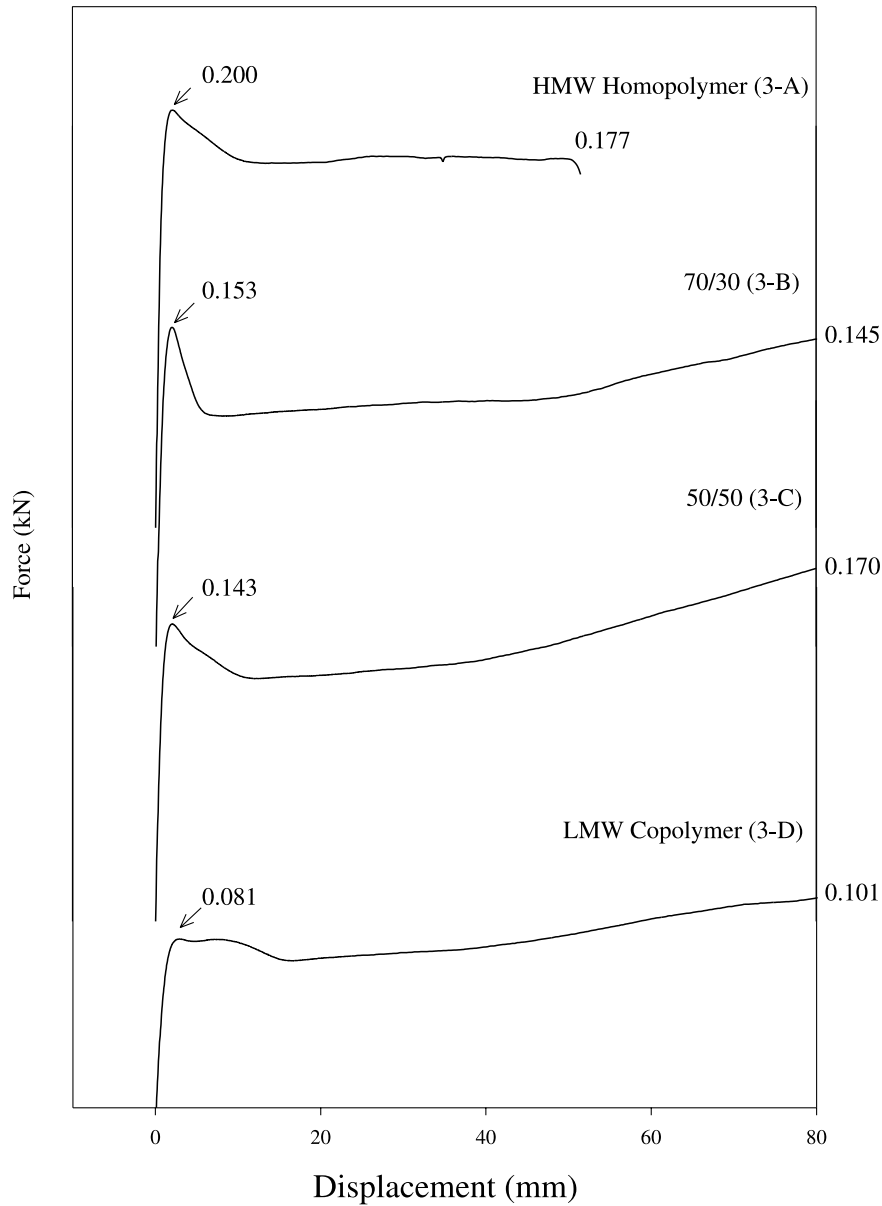 0.200
HMW Homopolymer (3-A)
0.177
70/30 (3-B)
0.153
0.145
50/50 (3-C)
Force (kN)
0.170
0.143
LMW Copolymer (3-D)
0.101
0.081
0 20 40 60 80
Displacement (mm)